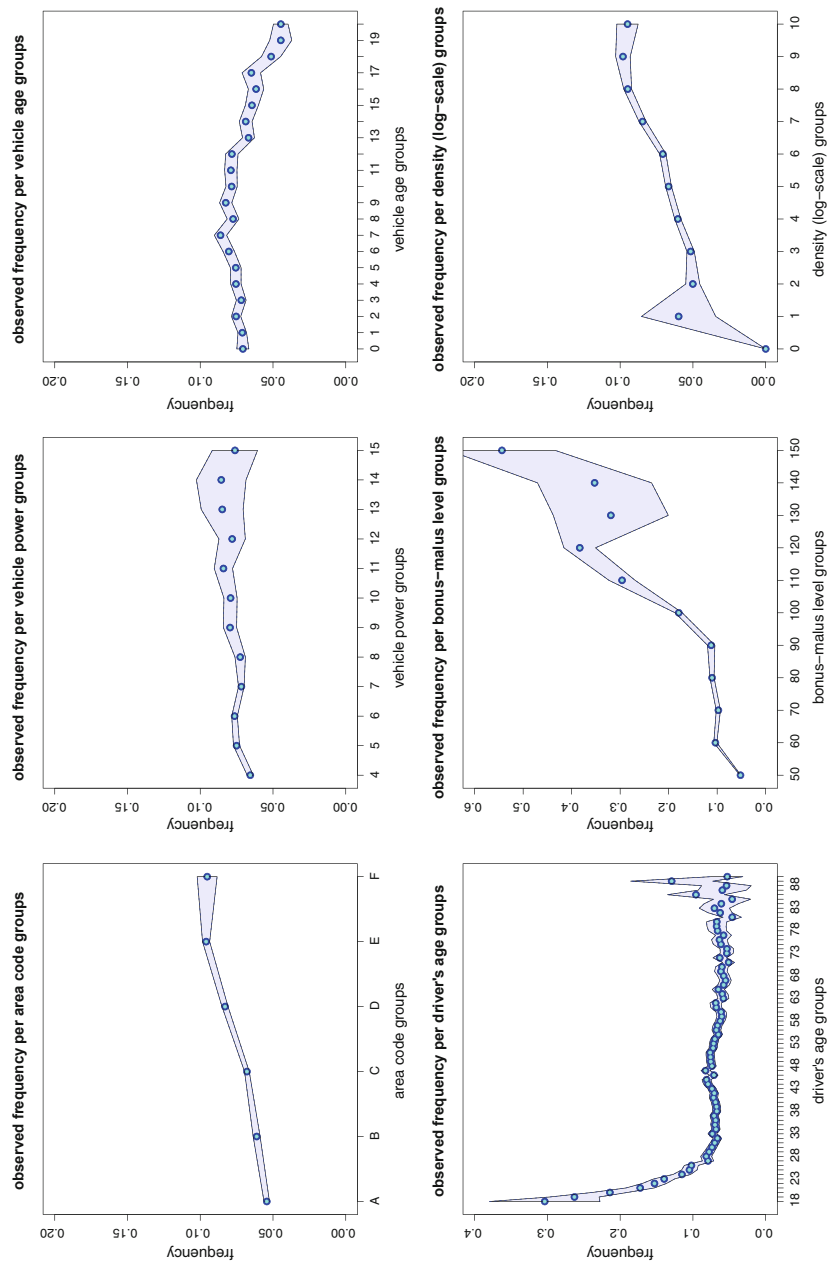 observed frequency per area code groups
frequency
0.20
0.15
0.10
0.05
0.00
A B C D E F
area code groups
observed frequency per vehicle power groups
frequency
0.20
0.15
0.10
0.05
0.00
4 5 6 7 8 9 10 11 12 13 14 15
vehicle power groups
observed frequency per vehicle age groups
frequency
0.20
0.15
0.10
0.05
0.00
0 1 2 3 4 5 6 7 8 9 11 13 15 17 19
vehicle age groups
observed frequency per driver's age groups
frequency
0.4
0.3
0.2
0.1
0.0
18 23 28 33 38 43 48 53 58 63 68 73 78 83 88
driver's age groups
observed frequency per bonus−malus level groups
frequency
0.6
0.5
0.4
0.3
0.2
0.1
0.0
50 60 70 80 90 100 110 120 130 140 150
bonus−malus level groups
observed frequency per density (log−scale) groups
frequency
0.20
0.15
0.10
0.05
0.00
0 1 2 3 4 5 6 7 8 9 10
density (log−scale) groups